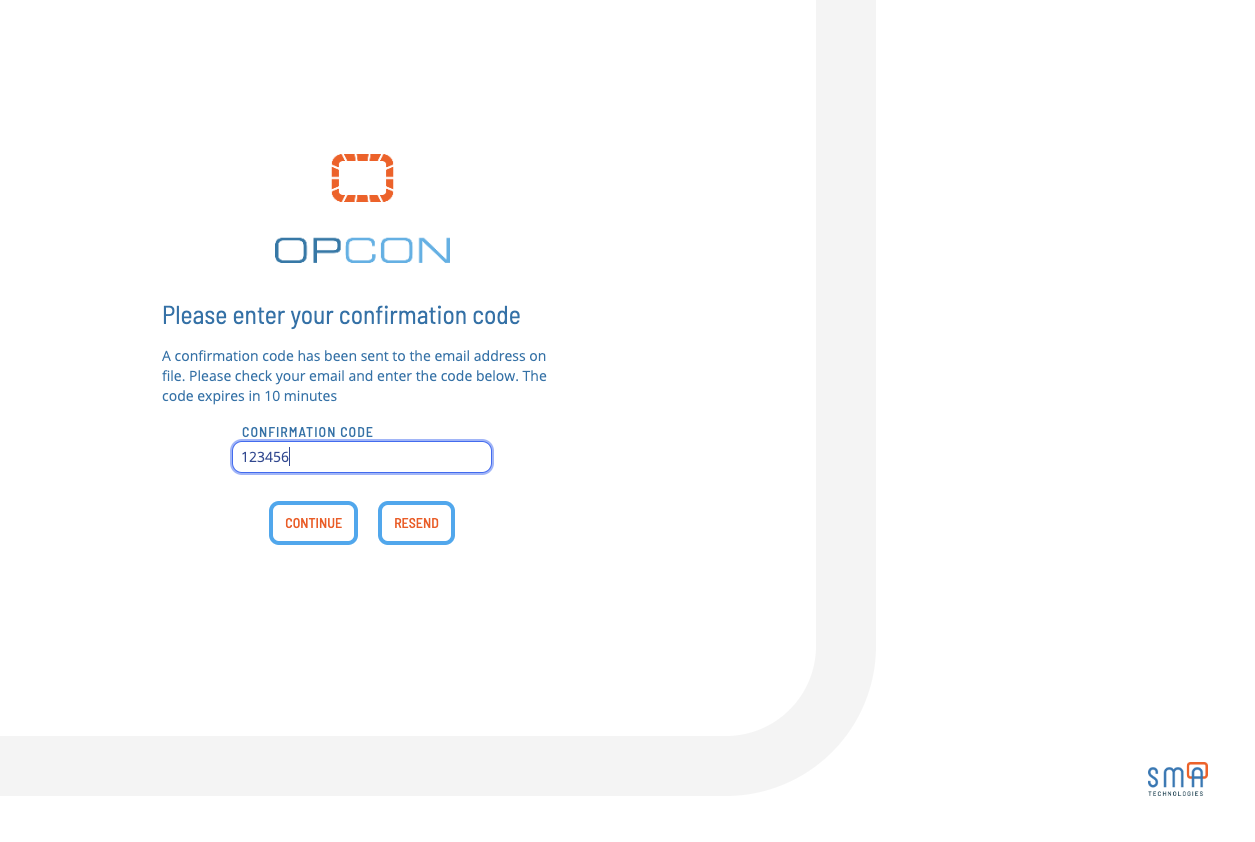 OPCON
Please enter your confirmation code
A confirmation code has been sent to the email address on
file. Please check your email and enter the code below. The
code expires in 10 minutes
CONFIRMATION CODE
123456
CONTINUE RESEND
SMA
TECHNOLOGIES